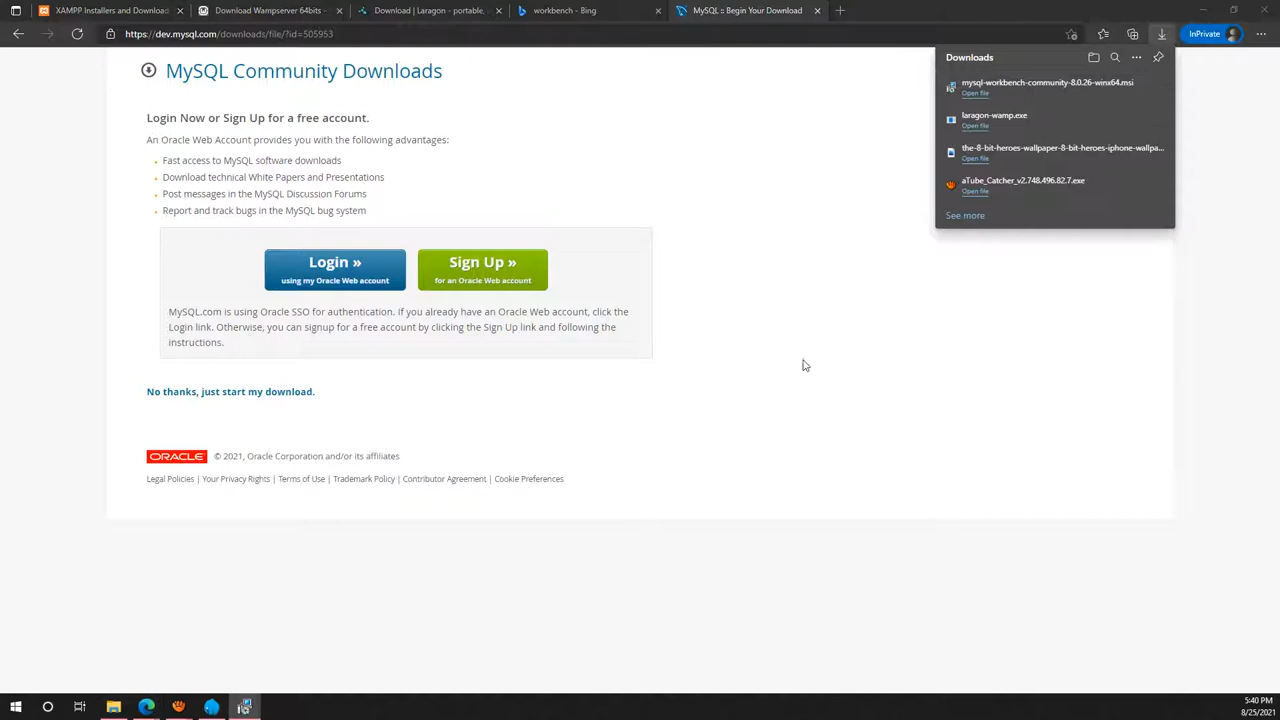 XAMPP Installers and Download
Download Wampserver 64bits -
Download | Laragon - portable,
workbench - Bing
MySQL :: Begin Your Download
https://dev.mysql.com/downloads/file/?id=505953
InPrivate
MySQL Community Downloads
Login Now or Sign Up for a free account.
An Oracle Web Account provides you with the following advantages:
Fast access to MySQL software downloads
Download technical White Papers and Presentations
Post messages in the MySQL Discussion Forums
Report and track bugs in the MySQL bug system
Login »
using my Oracle Web account
Sign Up »
for an Oracle Web account
MySQL.com is using Oracle SSO for authentication. If you already have an Oracle Web account, click the
Login link. Otherwise, you can signup for a free account by clicking the Sign Up link and following the
instructions.
No thanks, just start my download.
ORACLE © 2021, Oracle Corporation and/or its affiliates
Legal Policies | Your Privacy Rights | Terms of Use | Trademark Policy | Contributor Agreement | Cookie Preferences
Downloads
mysql-workbench-community-8.0.26-winx64.msi
Open file
laragon-wamp.exe
Open file
the-8-bit-heroes-wallpaper-8-bit-heroes-iphone-wallpa...
Open file
aTube_Catcher_v2.748.496.82.7.exe
Open file
See more
5:40 PM
8/25/2021